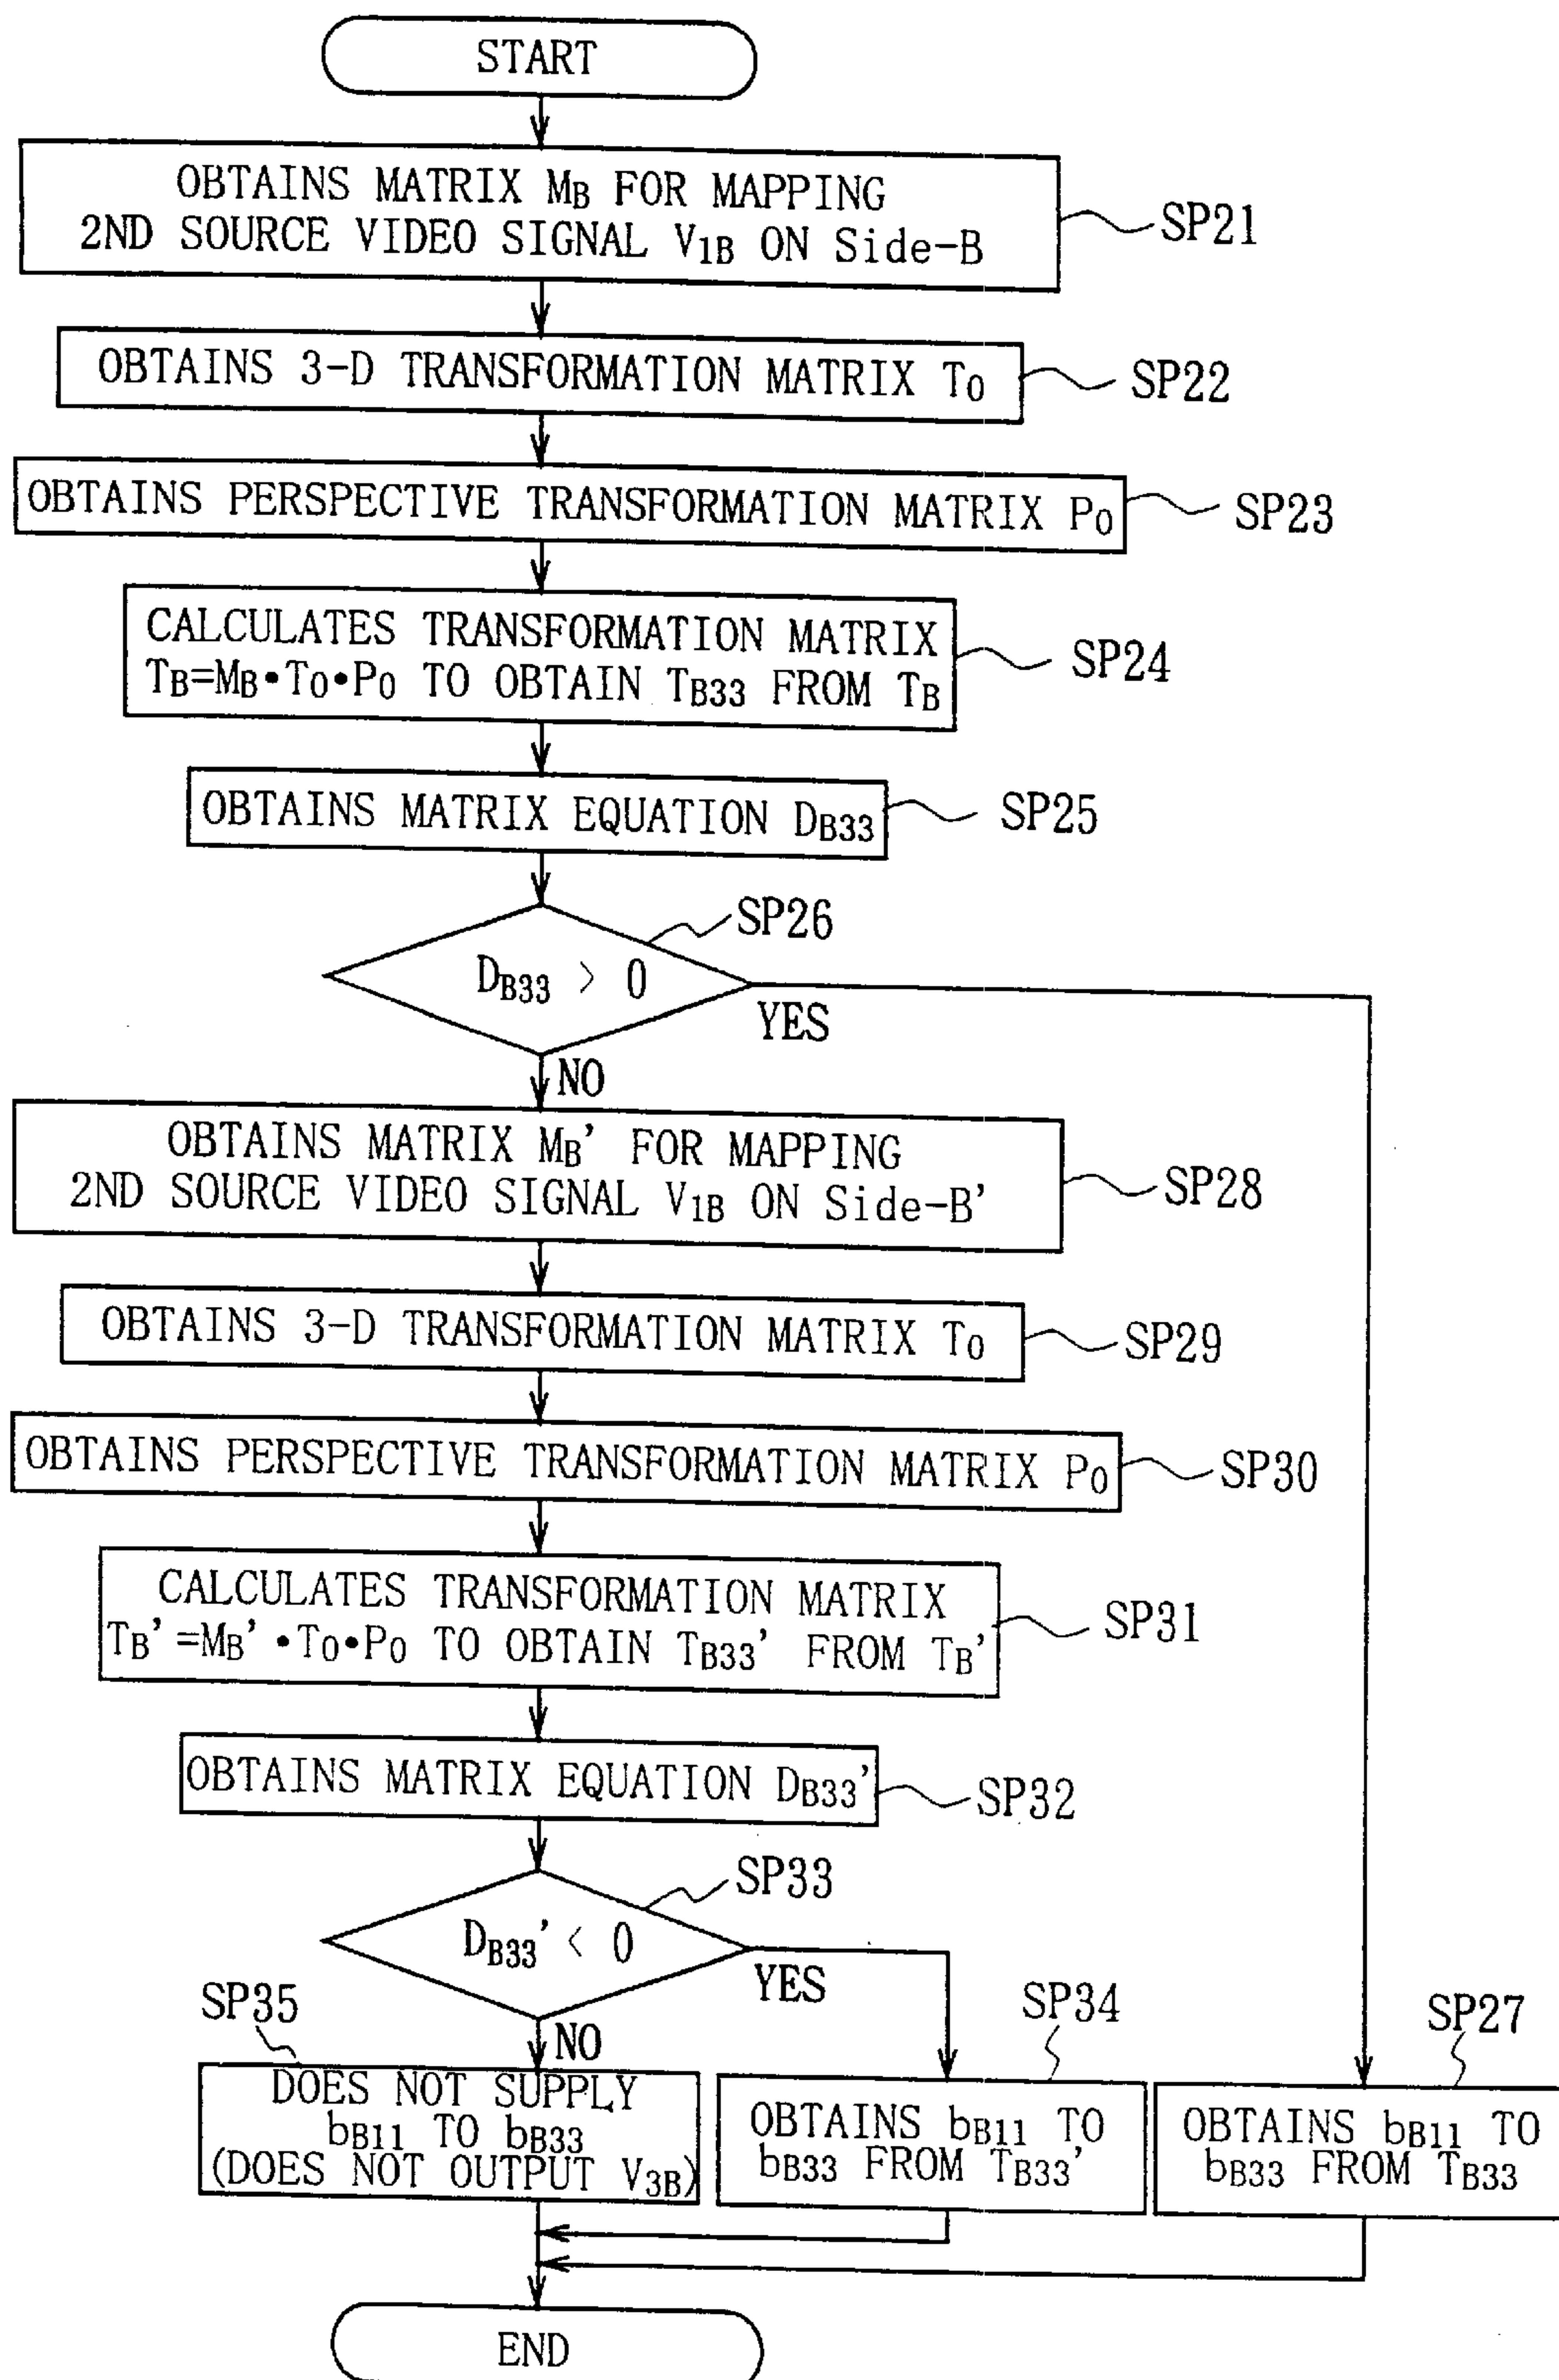 START
OBTAINS MATRIX MB FOR MAPPING
2ND SOURCE VIDEO SIGNAL V1B ON Side-B
SP21
OBTAINS 3-D TRANSFORMATION MATRIX T0
SP22
OBTAINS PERSPECTIVE TRANSFORMATION MATRIX P0
SP23
CALCULATES TRANSFORMATION MATRIX
TB=MB•T0•P0 TO OBTAIN TB33 FROM TB
SP24
OBTAINS MATRIX EQUATION DB33
SP25
SP26
DB33 > 0
YES
NO
OBTAINS MATRIX MB' FOR MAPPING
2ND SOURCE VIDEO SIGNAL V1B ON Side-B'
SP28
OBTAINS 3-D TRANSFORMATION MATRIX T0
SP29
OBTAINS PERSPECTIVE TRANSFORMATION MATRIX P0
SP30
CALCULATES TRANSFORMATION MATRIX
TB'=MB'•T0•P0 TO OBTAIN TB33' FROM TB'
SP31
OBTAINS MATRIX EQUATION DB33'
SP32
SP33
DB33' < 0
YES
NO
SP35
DOES NOT SUPPLY
bB11 TO bB33
(DOES NOT OUTPUT V3B)
SP34
OBTAINS bB11 TO
bB33 FROM TB33'
SP27
OBTAINS bB11 TO
bB33 FROM TB33
END